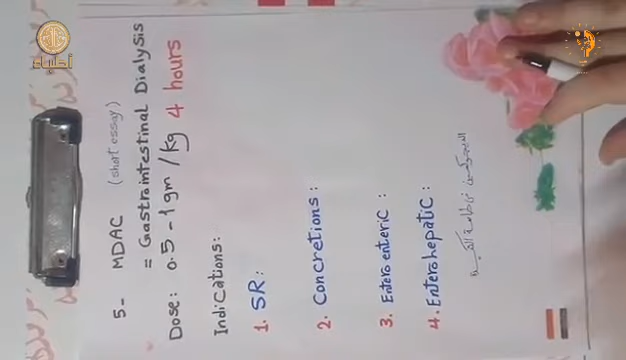 أطباء
5- MDAC (short essay)
= Gastrointestinal Dialysis
Dose: 0.5 - 1 gm / kg 4 hours
Indications:
1. SR:
2. Concretions:
3. Entero enteric:
4. Enterohepatic: